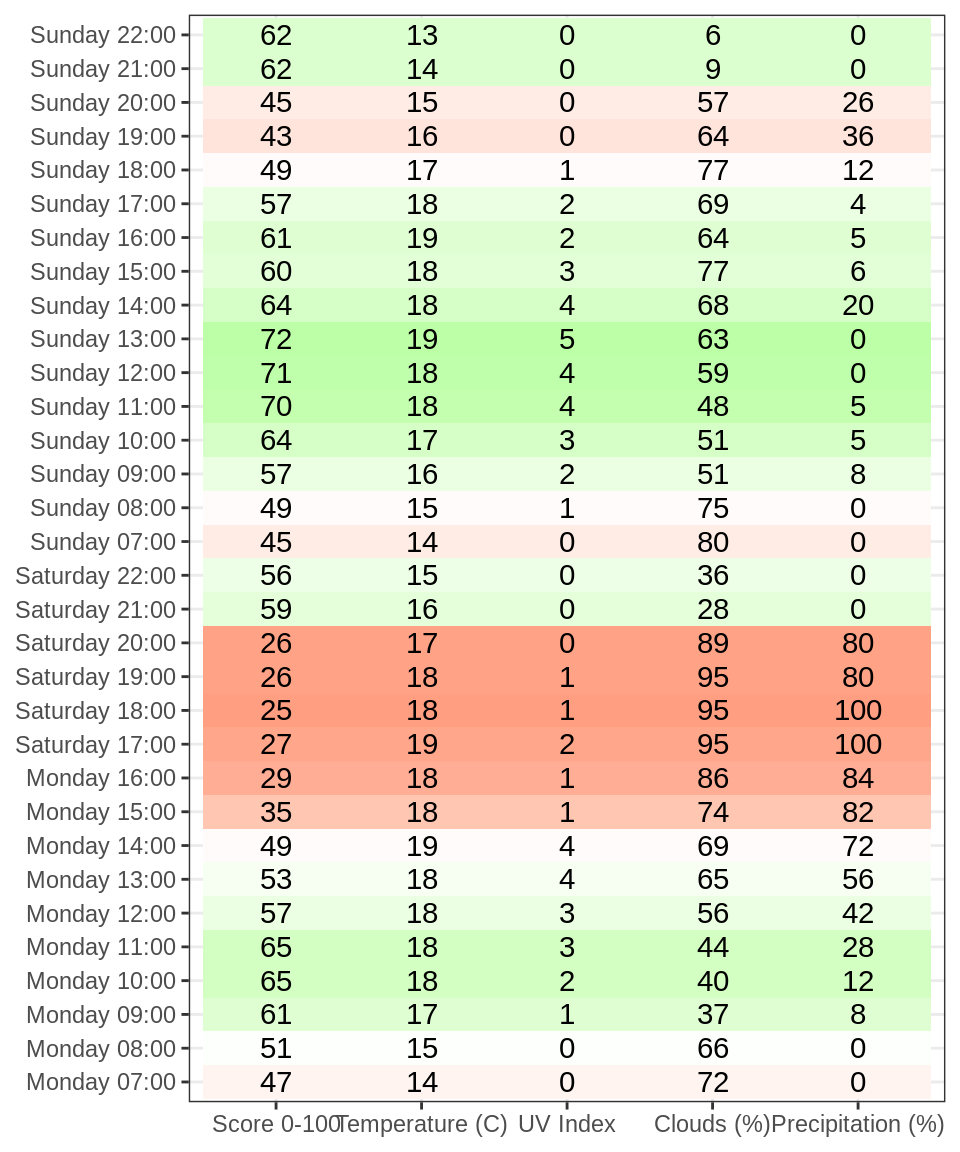 Sunday 22:00 62 13 0 6 0
Sunday 21:00 62 14 0 9 0
Sunday 20:00 45 15 0 57 26
Sunday 19:00 43 16 0 64 36
Sunday 18:00 49 17 1 77 12
Sunday 17:00 57 18 2 69 4
Sunday 16:00 61 19 2 64 5
Sunday 15:00 60 18 3 77 6
Sunday 14:00 64 18 4 68 20
Sunday 13:00 72 19 5 63 0
Sunday 12:00 71 18 4 59 0
Sunday 11:00 70 18 4 48 5
Sunday 10:00 64 17 3 51 5
Sunday 09:00 57 16 2 51 8
Sunday 08:00 49 15 1 75 0
Sunday 07:00 45 14 0 80 0
Saturday 22:00 56 15 0 36 0
Saturday 21:00 59 16 0 28 0
Saturday 20:00 26 17 0 89 80
Saturday 19:00 26 18 1 95 80
Saturday 18:00 25 18 1 95 100
Saturday 17:00 27 19 2 95 100
Monday 16:00 29 18 1 86 84
Monday 15:00 35 18 1 74 82
Monday 14:00 49 19 4 69 72
Monday 13:00 53 18 4 65 56
Monday 12:00 57 18 3 56 42
Monday 11:00 65 18 3 44 28
Monday 10:00 65 18 2 40 12
Monday 09:00 61 17 1 37 8
Monday 08:00 51 15 0 66 0
Monday 07:00 47 14 0 72 0
Score 0-100 Temperature (C) UV Index Clouds (%) Precipitation (%)